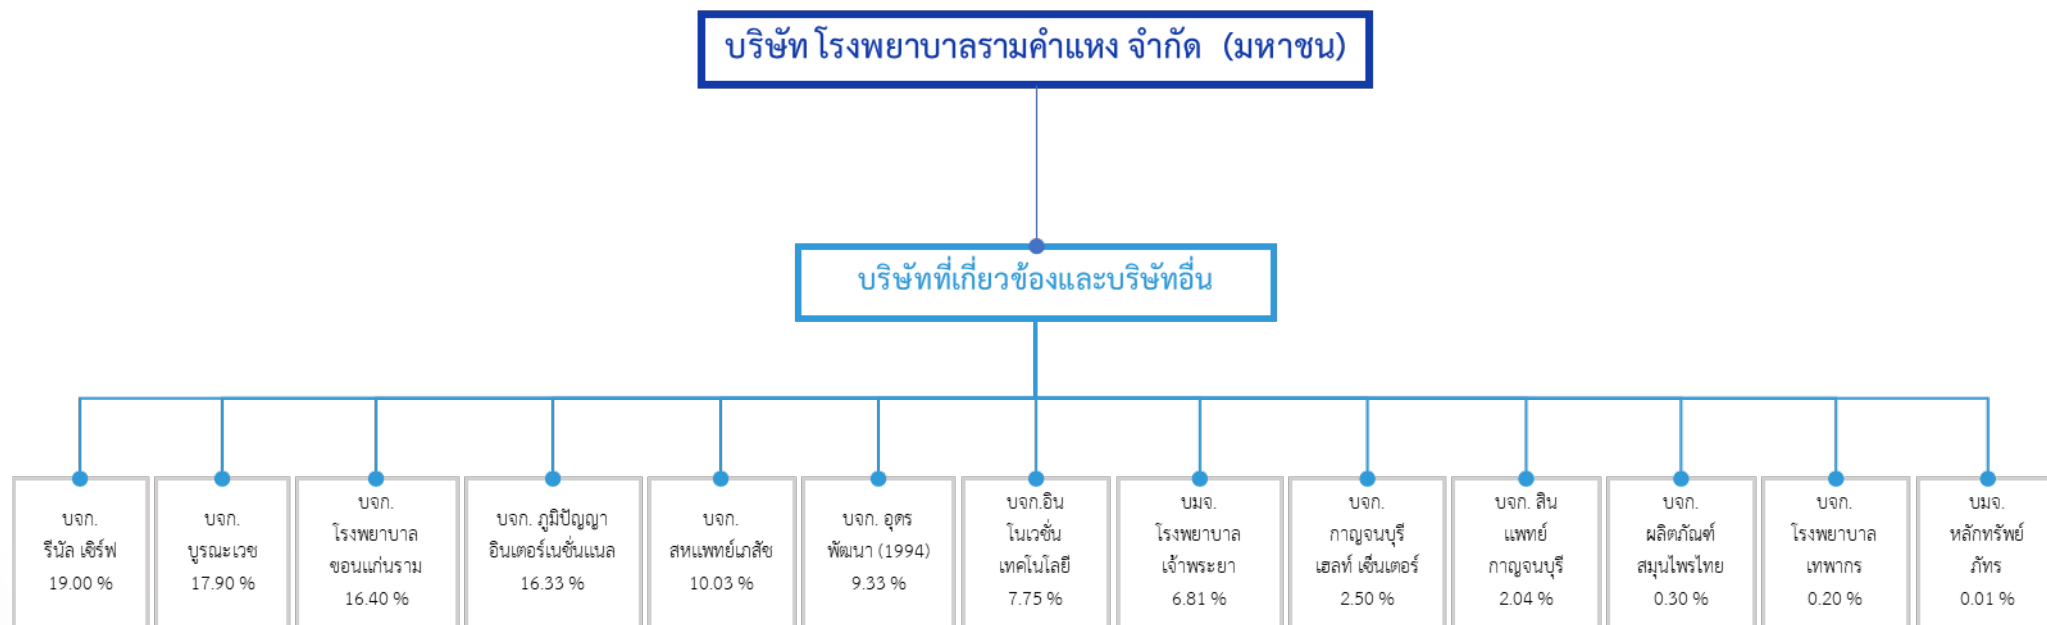 บริษัท โรงพยาบาลรามคำแหง จำกัด (มหาชน)
บริษัทที่เกี่ยวข้องและบริษัทอื่น
บจก.
รีนัล เซิร์ฟ
19.00 %
บจก.
บูรณะเวช
17.90 %
บจก.
โรงพยาบาล
ขอนแก่นราม
16.40 %
บจก. ภูมิปัญญา
อินเตอร์เนชั่นแนล
16.33 %
บจก.
สหแพทย์เภสัช
10.03 %
บจก. อุดร
พัฒนา (1994)
9.33 %
บจก.อิน
โนเวชั่น
เทคโนโลยี
7.75 %
บมจ.
โรงพยาบาล
เจ้าพระยา
6.81 %
บจก.
กาญจนบุรี
เฮลท์ เซ็นเตอร์
2.50 %
บจก. สิน
แพทย์
กาญจนบุรี
2.04 %
บจก.
ผลิตภัณฑ์
สมุนไพรไทย
0.30 %
บจก.
โรงพยาบาล
เทพากร
0.20 %
บมจ.
หลักทรัพย์
ภัทร
0.01 %